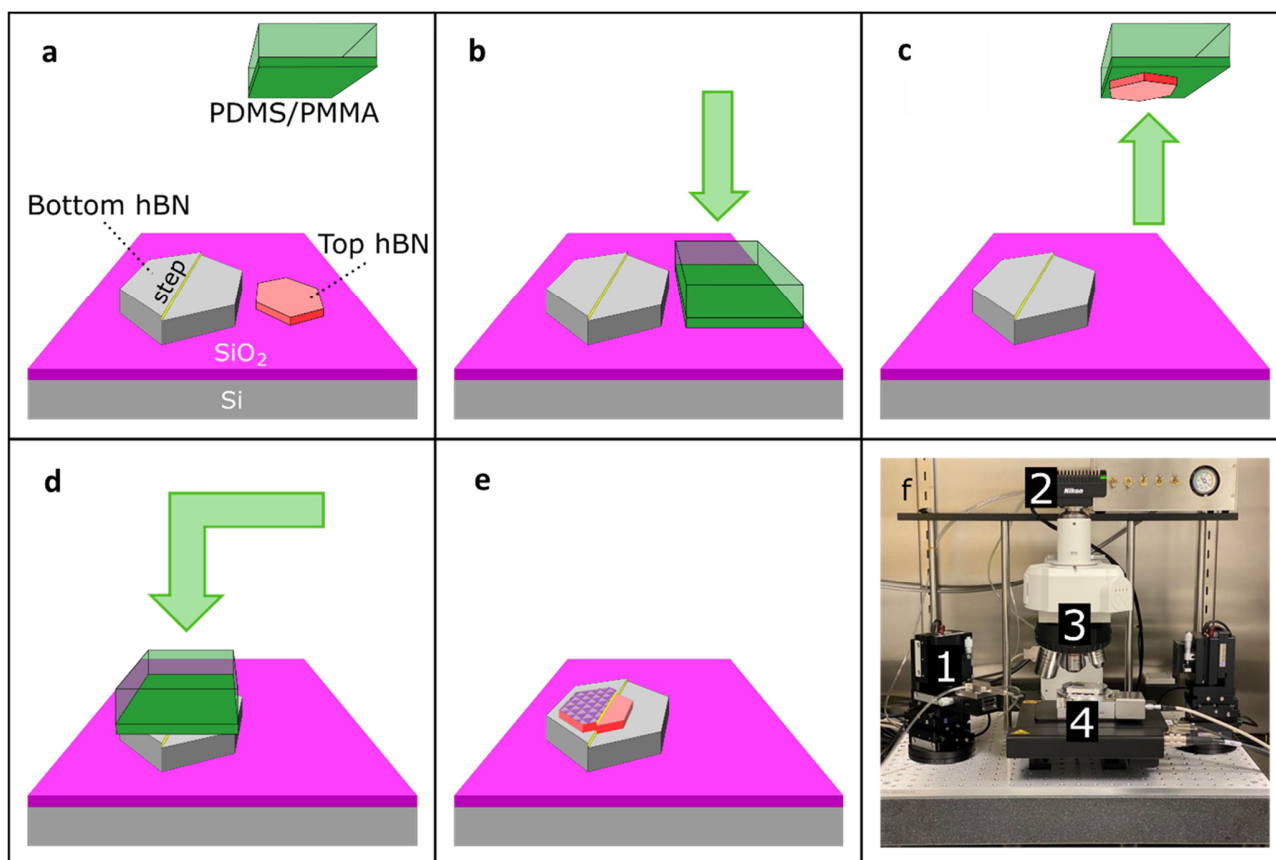 a
PDMS/PMMA
Bottom hBN
step
Top hBN
SiO₂
Si
b
c
d
e
f
2
Nikon
3
1
4